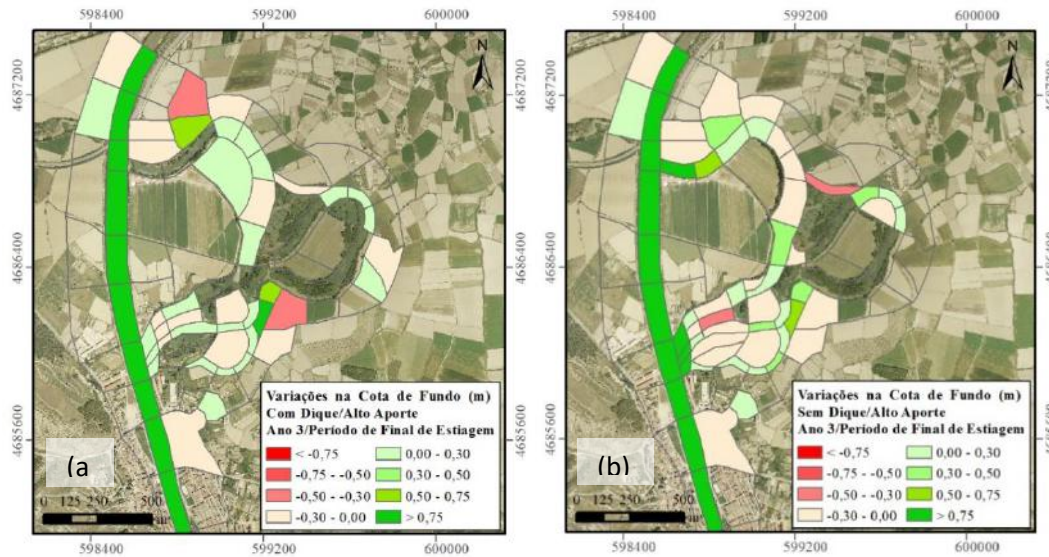 598400 599200 600000
598400 599200 600000
4687200
4686400
4685600
N
4687200
4686400
4685600
N
4687200
4686400
4685600
Variações na Cota de Fundo (m)
Com Dique/Alto Aporte
Ano 3/Período de Final de Estiagem
< -0,75 0,00 - 0,30
-0,75 - -0,50 0,30 - 0,50
-0,50 - -0,30 0,50 - 0,75
-0,30 - 0,00 > 0,75
(a
0 125 250 500
m
Variações na Cota de Fundo (m)
Sem Dique/Alto Aporte
Ano 3/Período de Final de Estiagem
< -0,75 0,00 - 0,30
-0,75 - -0,50 0,30 - 0,50
-0,50 - -0,30 0,50 - 0,75
-0,30 - 0,00 > 0,75
(b
0 125 250 500
598400 599200 600000
598400 599200 600000